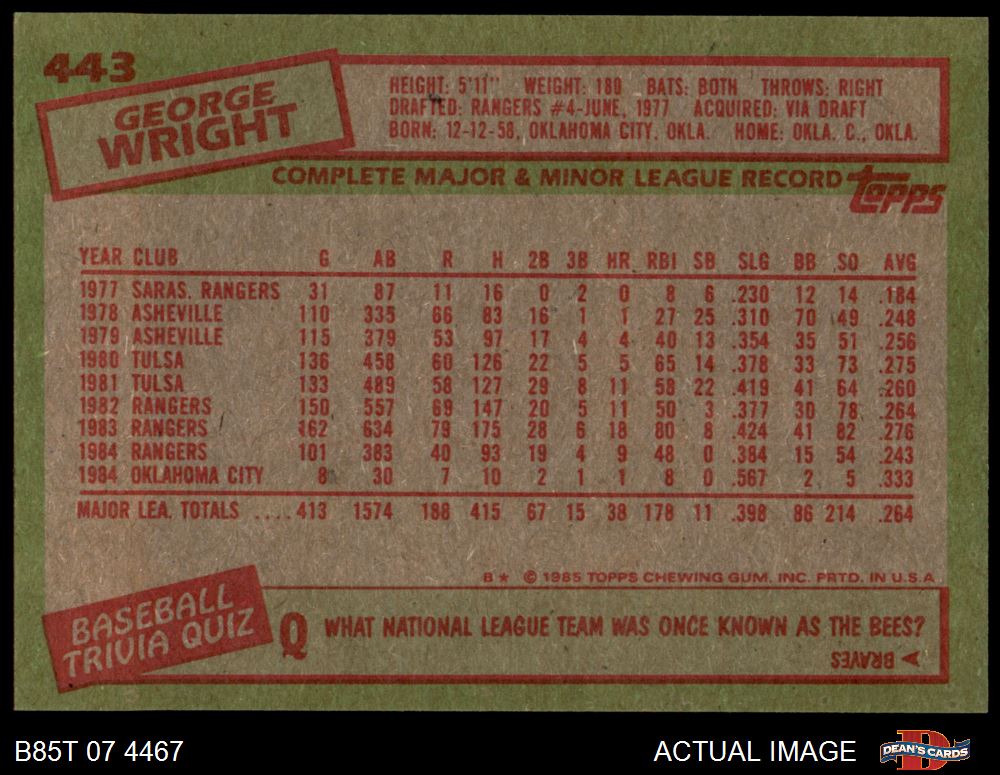 443
GEORGE
WRIGHT
HEIGHT: 5'11" WEIGHT: 180 BATS: BOTH THROWS: RIGHT
DRAFTED: RANGERS #4-JUNE, 1977 ACQUIRED: VIA DRAFT
BORN: 12-12-58, OKLAHOMA CITY, OKLA. HOME: OKLA. C., OKLA.
COMPLETE MAJOR & MINOR LEAGUE RECORD topps
YEAR CLUB G AB R H 2B 3B HR RBI SB SLG BB SO AVG
1977 SARAS. RANGERS 31 87 11 16 0 2 0 8 6 .230 12 14 .184
1978 ASHEVILLE 110 335 66 83 16 1 1 27 25 .310 70 49 .248
1979 ASHEVILLE 115 379 53 97 17 4 4 40 13 .354 35 51 .256
1980 TULSA 136 458 60 126 22 5 5 65 14 .378 33 73 .275
1981 TULSA 133 489 58 127 29 8 11 58 22 .419 41 64 .260
1982 RANGERS 150 557 69 147 20 5 11 50 3 .377 30 78 .264
1983 RANGERS 162 634 79 175 28 6 18 80 8 .424 41 82 .276
1984 RANGERS 101 383 40 93 19 4 9 48 0 .384 15 54 .243
1984 OKLAHOMA CITY 8 30 7 10 2 1 1 8 0 .567 2 5 .333
MAJOR LEA. TOTALS .... 413 1574 188 415 67 15 38 178 11 .398 86 214 .264
B* © 1985 TOPPS CHEWING GUM, INC. PRTD. IN U.S.A.
BASEBALL
TRIVIA QUIZ
Q WHAT NATIONAL LEAGUE TEAM WAS ONCE KNOWN AS THE BEES?
A BRAVES
B85T 07 4467 ACTUAL IMAGE DEAN'S CARDS